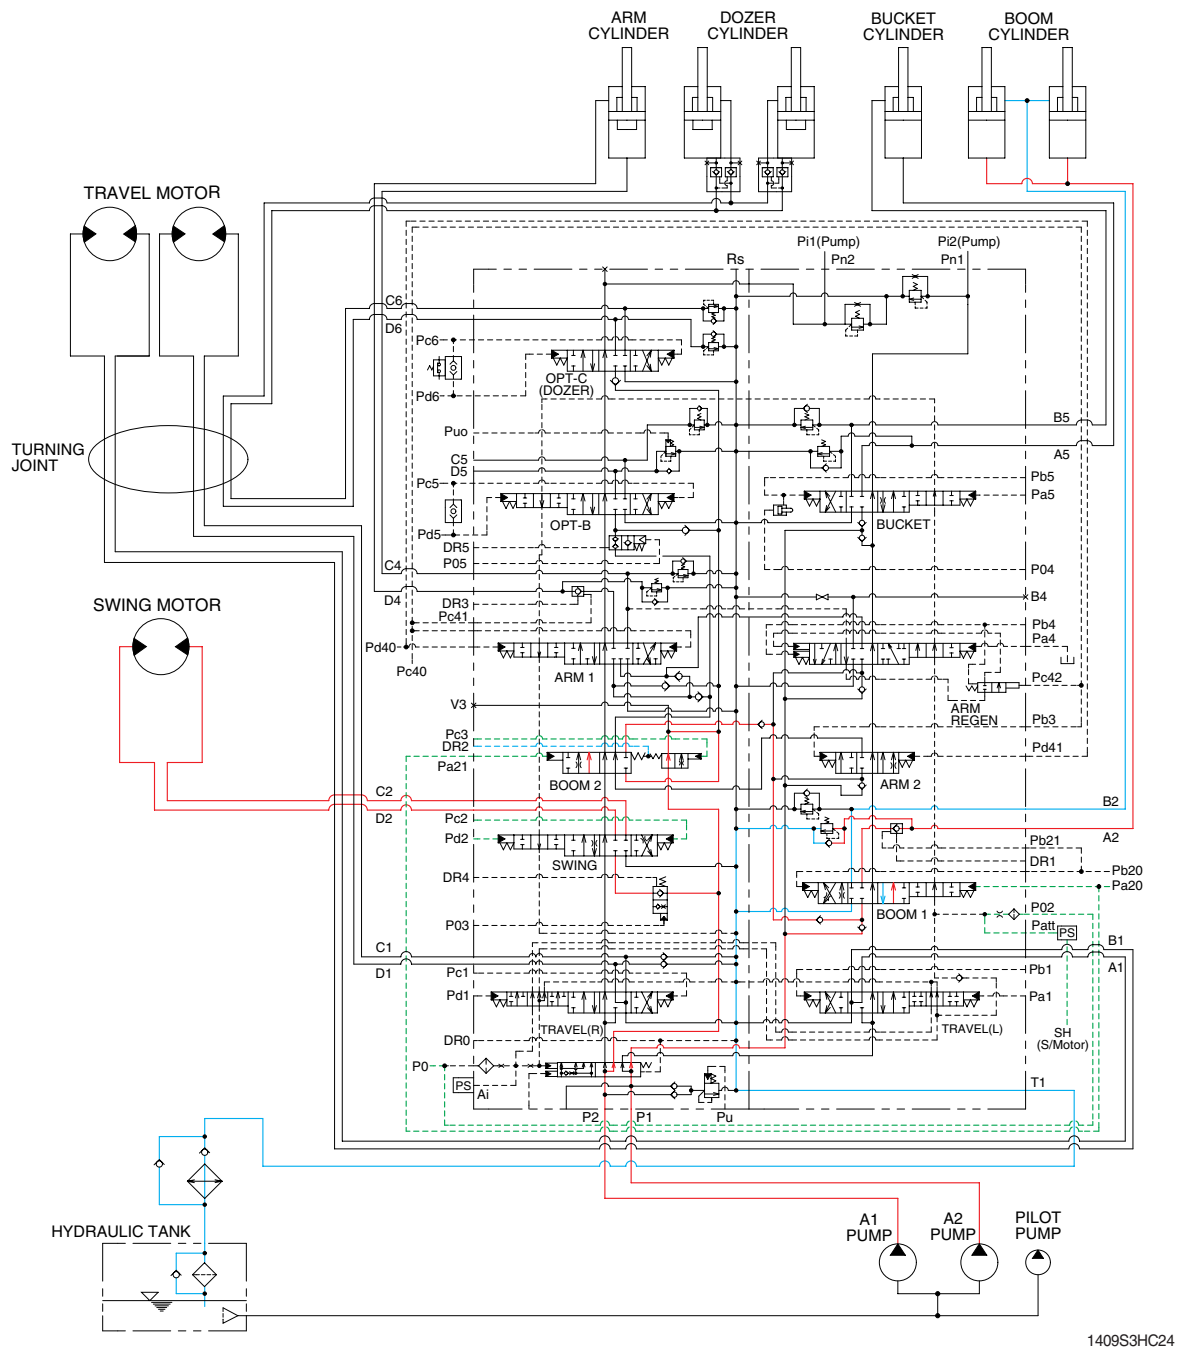 ARM
CYLINDER
DOZER
CYLINDER
BUCKET
CYLINDER
BOOM
CYLINDER
TRAVEL MOTOR
Pi1(Pump)
Pi2(Pump)
Rs
Pn2
Pn1
C6
D6
Pc6
OPT-C
(DOZER)
Pd6
B5
Puo
TURNING
JOINT
A5
C5
D5
Pc5
Pb5
Pa5
OPT-B
BUCKET
Pd5
DR5
P05
C4
P04
D4
B4
DR3
Pc41
SWING MOTOR
Pb4
Pa4
Pd40
Pc40
ARM 1
Pc42
ARM
REGEN
V3
Pb3
Pc3
DR2
Pd41
Pa21
BOOM 2
ARM 2
C2
B2
D2
Pc2
A2
Pd2
Pb21
SWING
DR1
DR4
Pb20
Pa20
P03
BOOM 1
P02
Patt
PS
C1
B1
D1
A1
Pc1
Pb1
Pd1
Pa1
TRAVEL(R)
TRAVEL(L)
SH
(S/Motor)
DR0
P0
PS
Ai
T1
P2
P1
Pu
HYDRAULIC TANK
A1
PUMP
A2
PUMP
PILOT
PUMP
1409S3HC24